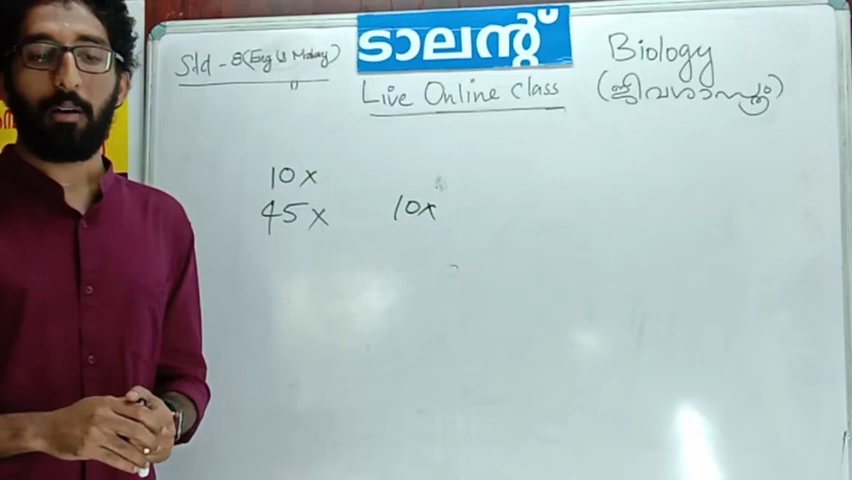 Std - 8 (Eng & Malay)
ടാലന്റ്
Biology
Live Online class
(ജീവശാസ്ത്രം)
10x
45x 10x